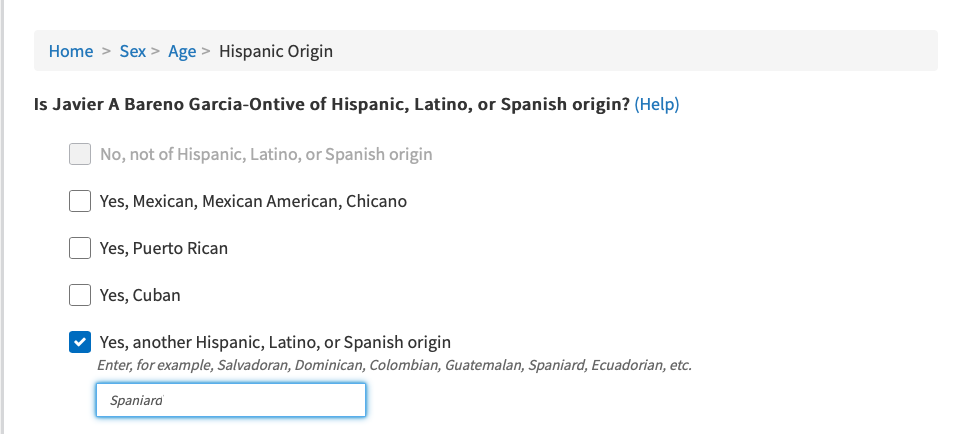 Home > Sex > Age > Hispanic Origin
Is Javier A Bareno Garcia-Ontive of Hispanic, Latino, or Spanish origin? (Help)
No, not of Hispanic, Latino, or Spanish origin
Yes, Mexican, Mexican American, Chicano
Yes, Puerto Rican
Yes, Cuban
Yes, another Hispanic, Latino, or Spanish origin
Enter, for example, Salvadoran, Dominican, Colombian, Guatemalan, Spaniard, Ecuadorian, etc.
Spaniard